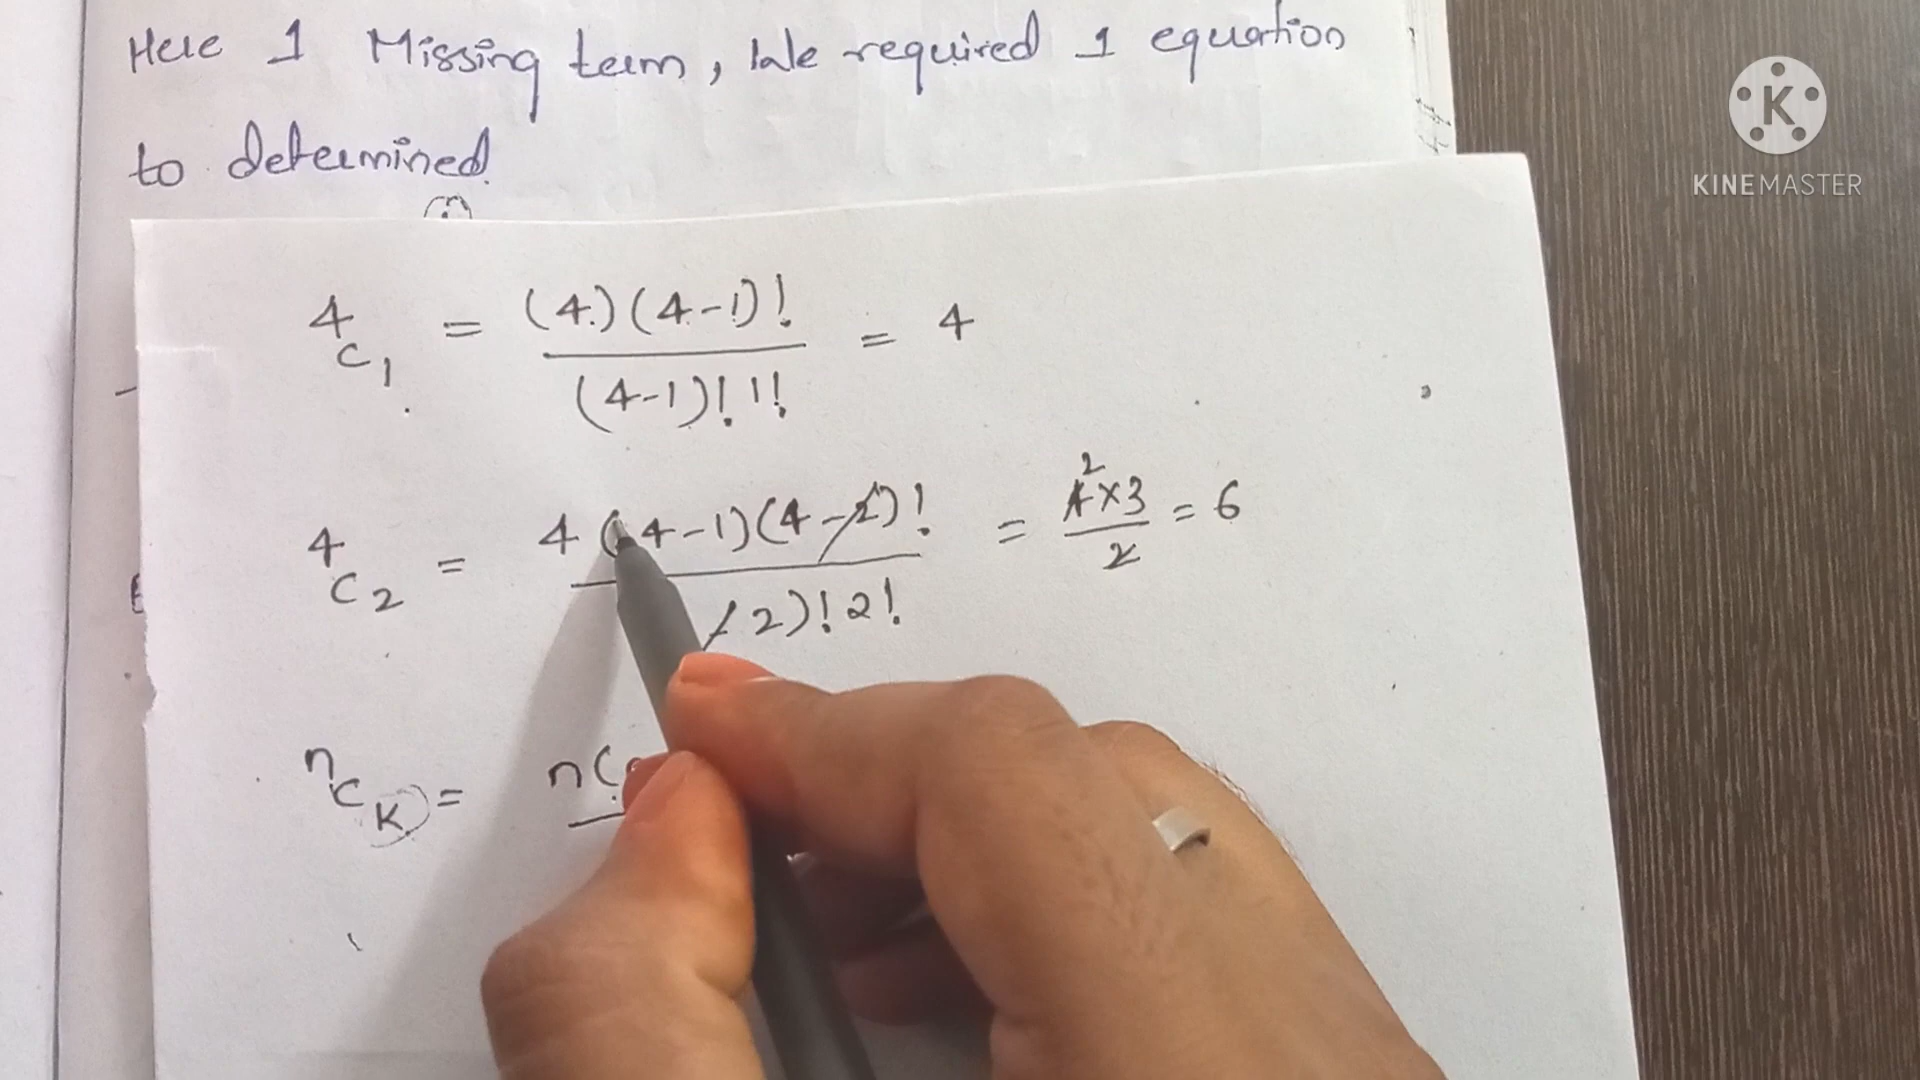 Here 1 Missing term, We required 1 equation
to determined.
4C1 = (4.)(4-1)! / (4-1)! 1! = 4
4C2 = 4(4-1)(4-2)! / -2)! 2! = 4×3 / 2 = 6
2
nCK = n(
K
KINEMASTER